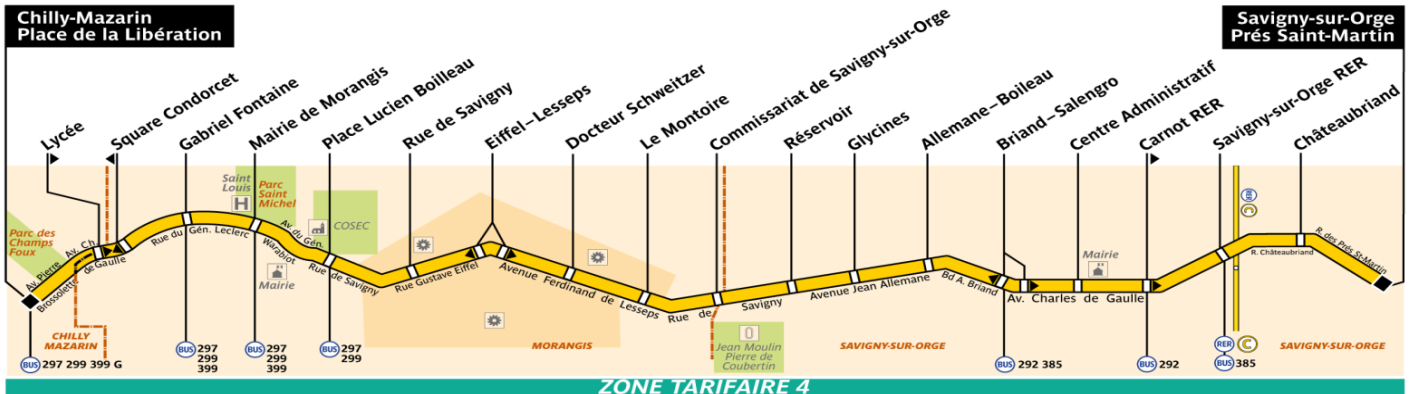 Chilly-Mazarin
Place de la Libération
Savigny-sur-Orge
Prés Saint-Martin
Lycée
Square Condorcet
Gabriel Fontaine
Mairie de Morangis
Place Lucien Boilleau
Rue de Savigny
Eiffel–Lesseps
Docteur Schweitzer
Le Montoire
Commissariat de Savigny-sur-Orge
Réservoir
Glycines
Allemane–Boileau
Briand–Salengro
Centre Administratif
Carnot RER
Savigny-sur-Orge RER
Châteaubriand
Parc des
Champs
Foux
Av. Pierre
Brossolette
Av. Ch.
de Gaulle
Rue du Gén. Leclerc
Saint
Louis
H
Parc
Saint
Michel
Av. du Gén.
Warabiot
Mairie
COSEC
Rue de Savigny
Rue Gustave Eiffel
Avenue Ferdinand de Lesseps
Rue de Savigny
Avenue Jean Allemane
Bd A. Briand
Av. Charles de Gaulle
Mairie
RER
C
R. Châteaubriand
R. des Prés St-Martin
CHILLY
MAZARIN
MORANGIS
Jean Moulin
Pierre de
Coubertin
SAVIGNY-SUR-ORGE
SAVIGNY-SUR-ORGE
BUS 297 299 399 G
BUS 297
299
399
BUS 297
299
399
BUS 297
299
BUS 292 385
BUS 292
RER C
BUS 385
ZONE TARIFAIRE 4